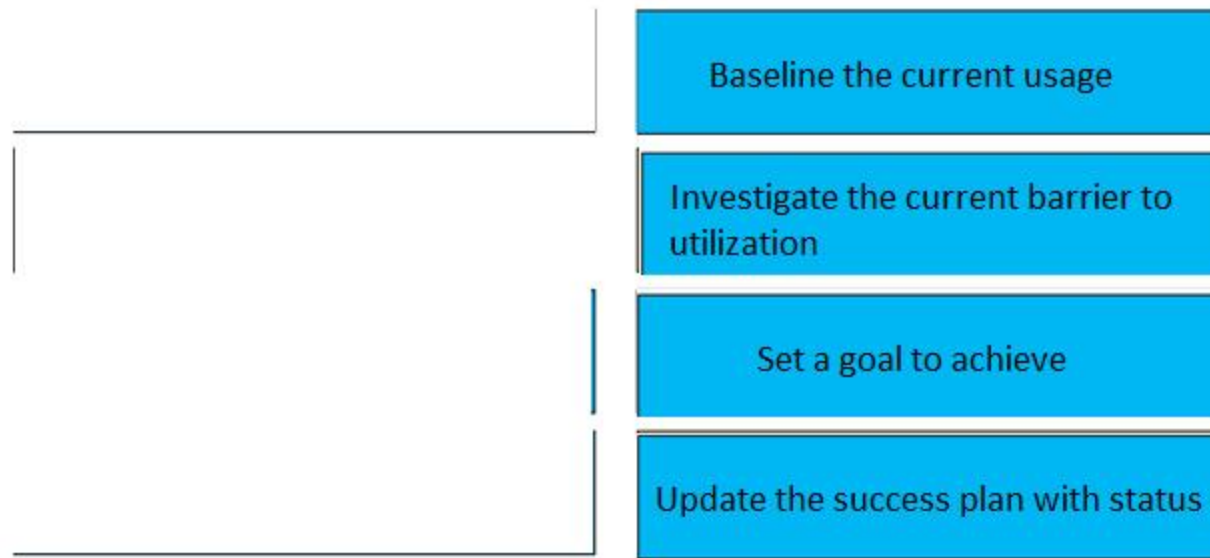 Baseline the current usage
Investigate the current barrier to
utilization
Set a goal to achieve
Update the success plan with status